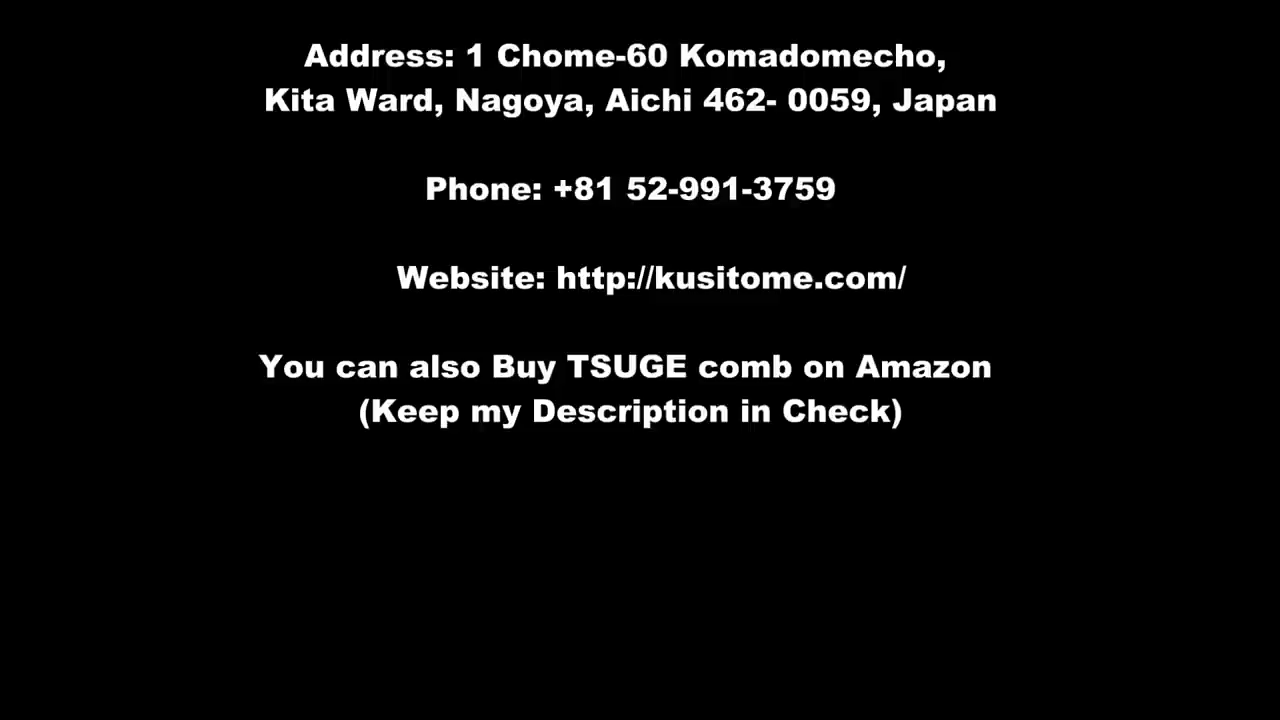 Address: 1 Chome-60 Komadomecho,
Kita Ward, Nagoya, Aichi 462- 0059, Japan
Phone: +81 52-991-3759
Website: http://kusitome.com/
You can also Buy TSUGE comb on Amazon
(Keep my Description in Check)